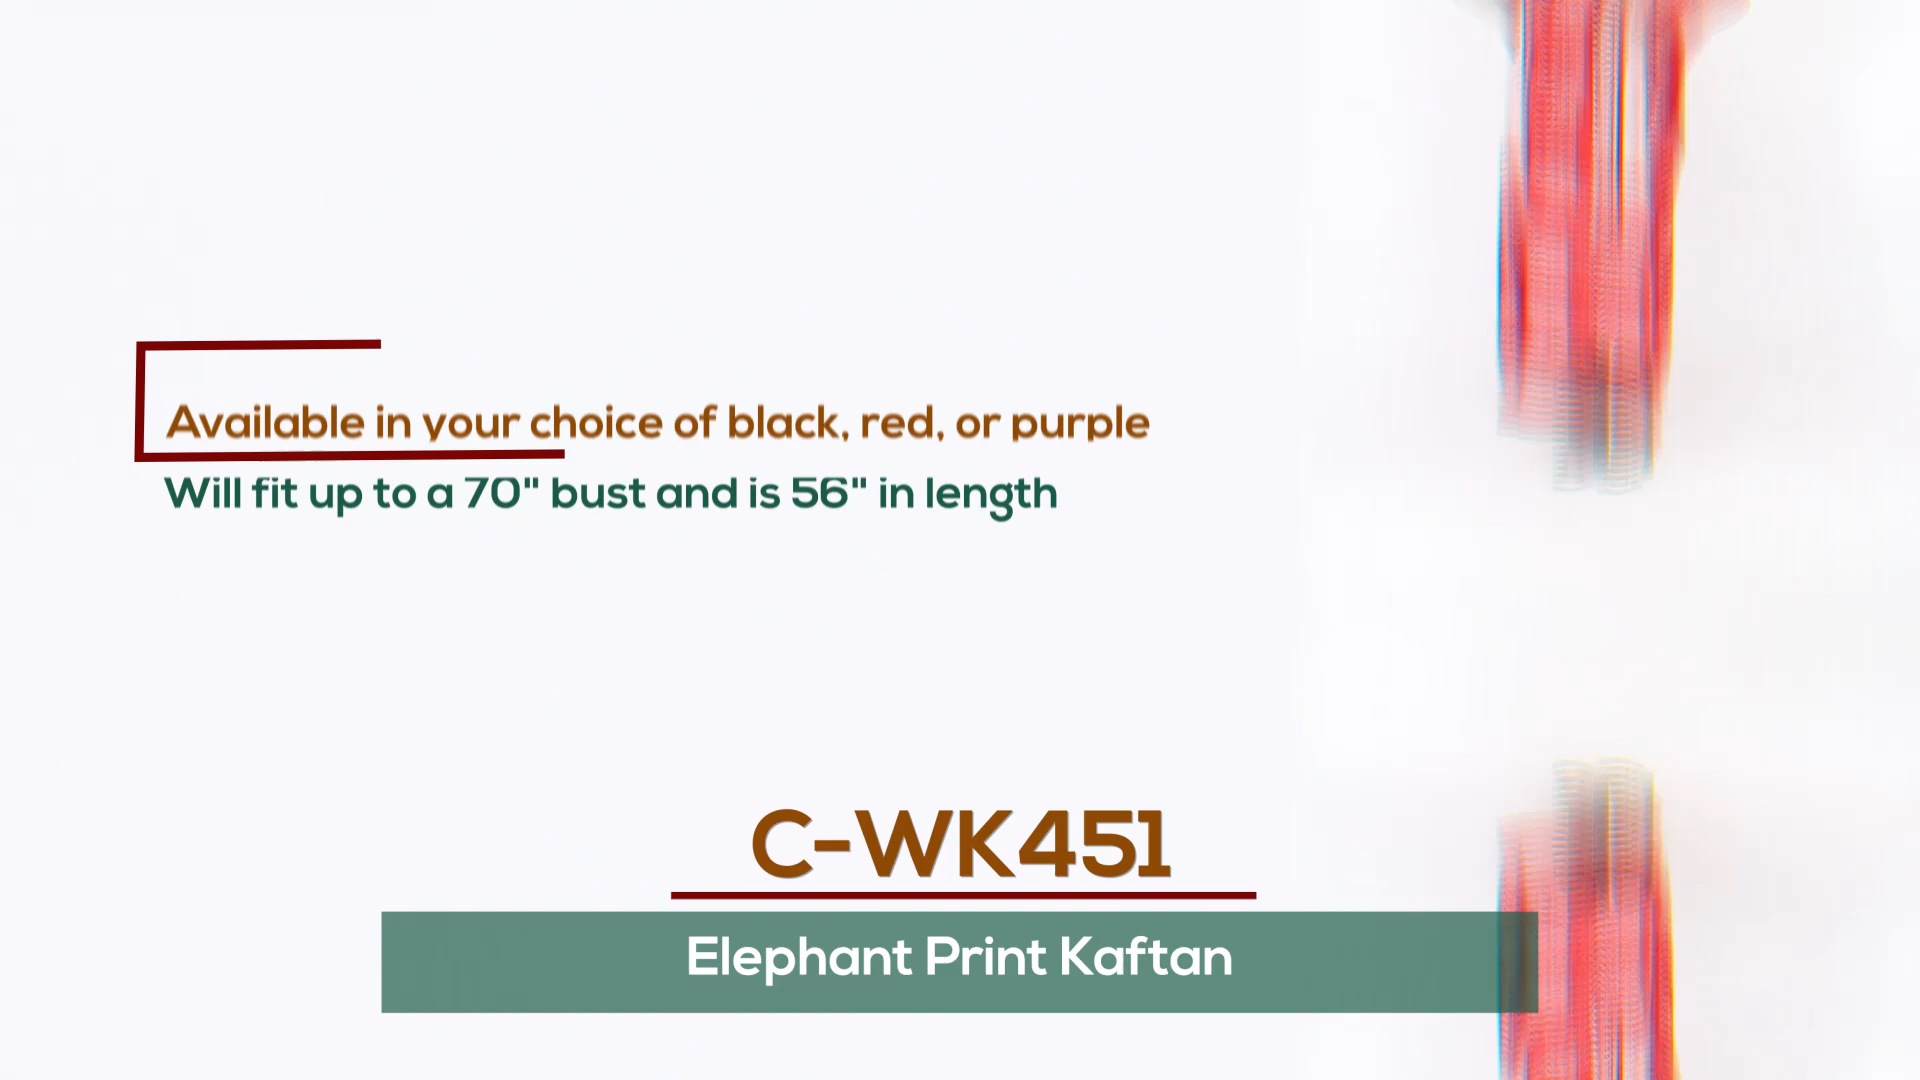 Available in your choice of black, red, or purple
Will fit up to a 70" bust and is 56" in length
C-WK451
Elephant Print Kaftan